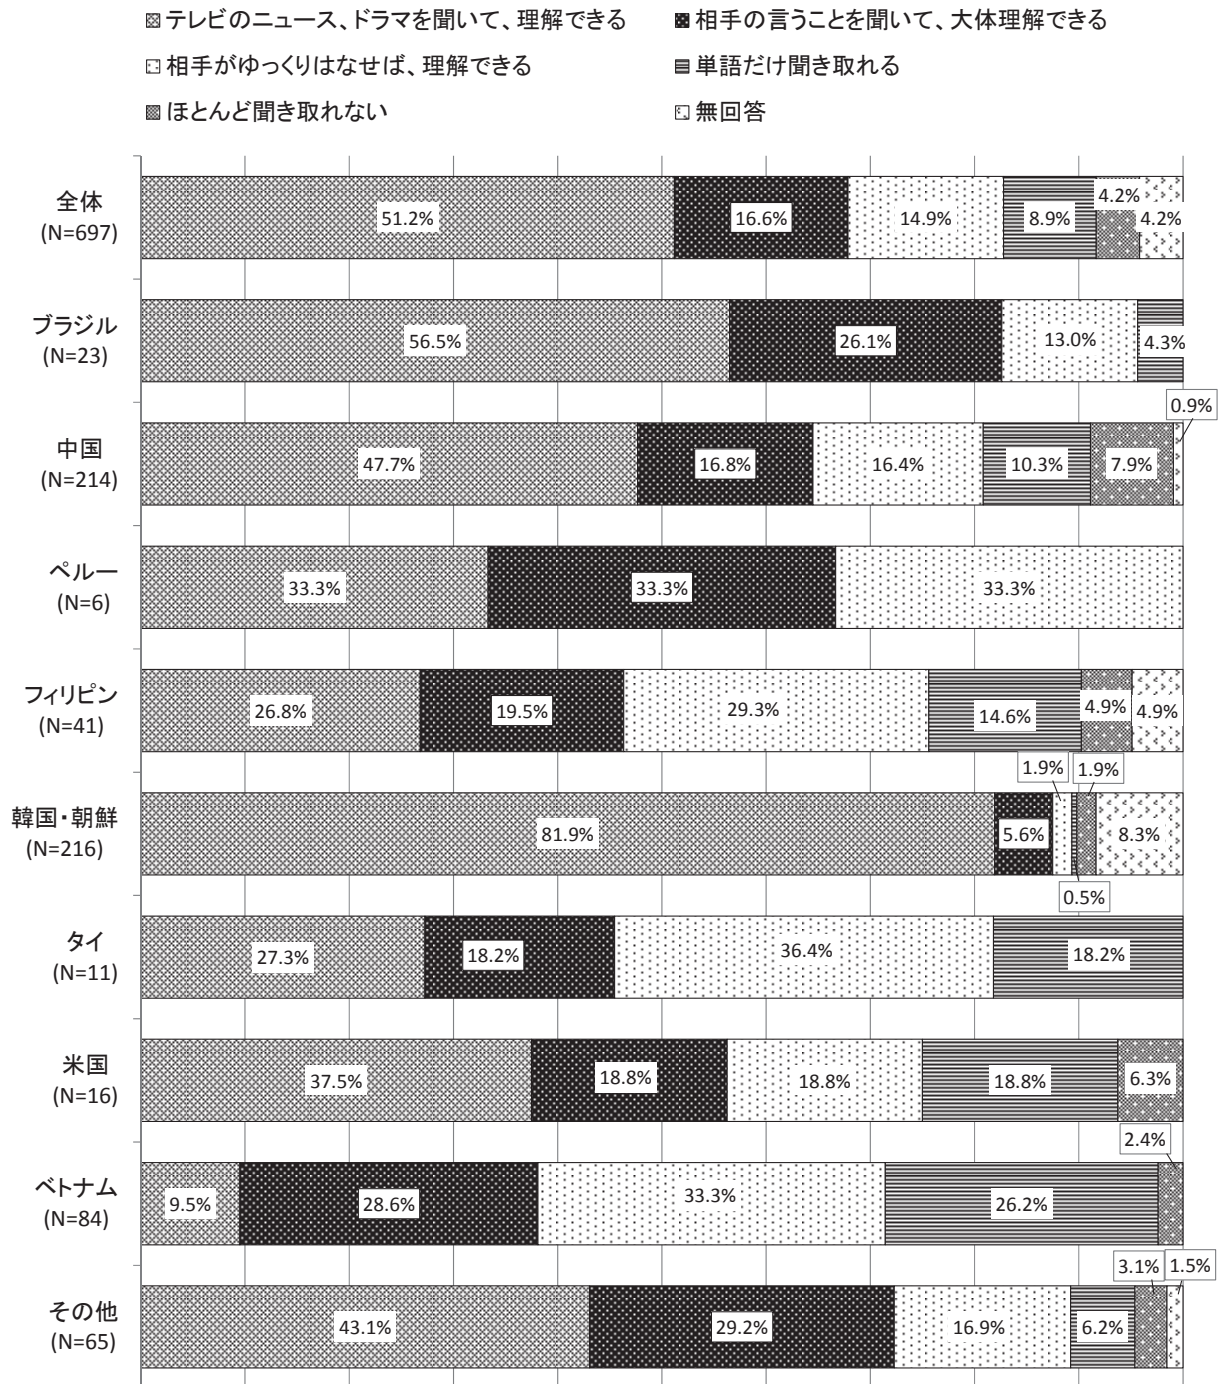 テレビのニュース、ドラマを聞いて、理解できる 相手の言うことを聞いて、大体理解できる
相手がゆっくりはなせば、理解できる 単語だけ聞き取れる
ほとんど聞き取れない 無回答
全体
(N=697)
51.2% 16.6% 14.9% 8.9% 4.2% 4.2%
ブラジル
(N=23)
56.5% 26.1% 13.0% 4.3%
中国
(N=214)
47.7% 16.8% 16.4% 10.3% 7.9% 0.9%
ペルー
(N=6)
33.3% 33.3% 33.3%
フィリピン
(N=41)
26.8% 19.5% 29.3% 14.6% 4.9% 4.9%
韓国・朝鮮
(N=216)
81.9% 5.6% 1.9% 0.5% 1.9% 8.3%
タイ
(N=11)
27.3% 18.2% 36.4% 18.2%
米国
(N=16)
37.5% 18.8% 18.8% 18.8% 6.3%
ベトナム
(N=84)
9.5% 28.6% 33.3% 26.2% 2.4%
その他
(N=65)
43.1% 29.2% 16.9% 6.2% 3.1% 1.5%